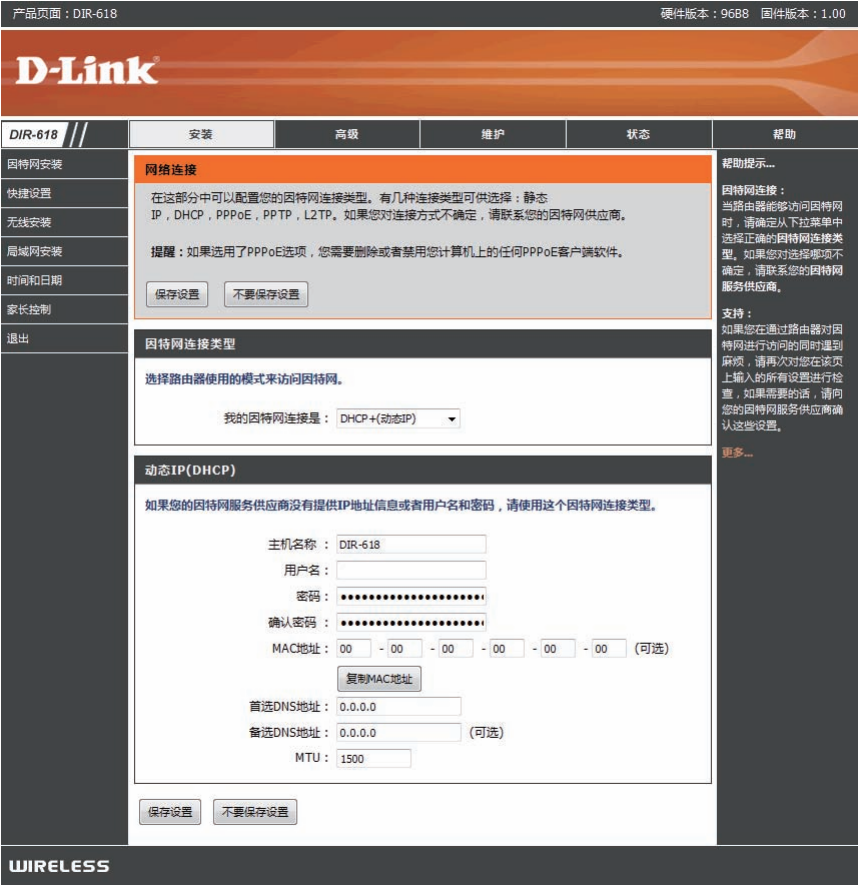 产品页面：DIR-618
硬件版本：96B8 固件版本：1.00
D-Link
DIR-618
安装
高级
维护
状态
帮助
因特网安装
快捷设置
无线安装
局域网安装
时间和日期
家长控制
退出
网络连接
在这部分中可以配置您的因特网连接类型。有几种连接类型可供选择：静态
IP，DHCP，PPPoE，PPTP，L2TP。如果您对连接方式不确定，请联系您的因特网供应商。
提醒：如果选用了PPPoE选项，您需要删除或者禁用您计算机上的任何PPPoE客户端软件。
保存设置
不要保存设置
因特网连接类型
选择路由器使用的模式来访问因特网。
我的因特网连接是： DHCP+(动态IP)
动态IP(DHCP)
如果您的因特网服务供应商没有提供IP地址信息或者用户名和密码，请使用这个因特网连接类型。
主机名称 ： DIR-618
用户名：
密码： ••••••••••••••••••••••
确认密码 ： ••••••••••••••••••••••
MAC地址： 00 - 00 - 00 - 00 - 00 - 00 (可选)
复制MAC地址
首选DNS地址： 0.0.0.0
备选DNS地址： 0.0.0.0 (可选)
MTU： 1500
保存设置
不要保存设置
帮助提示...
因特网连接：
当路由器能够访问因特网
时，请确定从下拉菜单中
选择正确的因特网连接类
型。如果您对选择哪项不
确定，请联系您的因特网
服务供应商。
支持：
如果您在通过路由器对因
特网进行访问的同时遇到
麻烦，请再次对您在该页
上输入的所有设置进行检
查，如果需要的话，请向
您的因特网服务供应商确
认这些设置。
更多...
WIRELESS